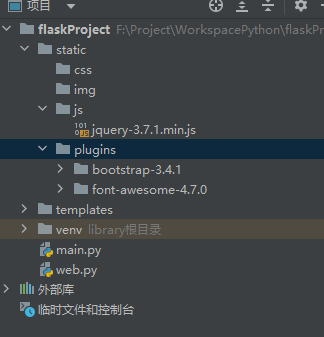 项目
flaskProject F:\Project\WorkspacePython\flaskPr
static
css
img
js
jquery-3.7.1.min.js
plugins
bootstrap-3.4.1
font-awesome-4.7.0
templates
venv library根目录
main.py
web.py
外部库
临时文件和控制台